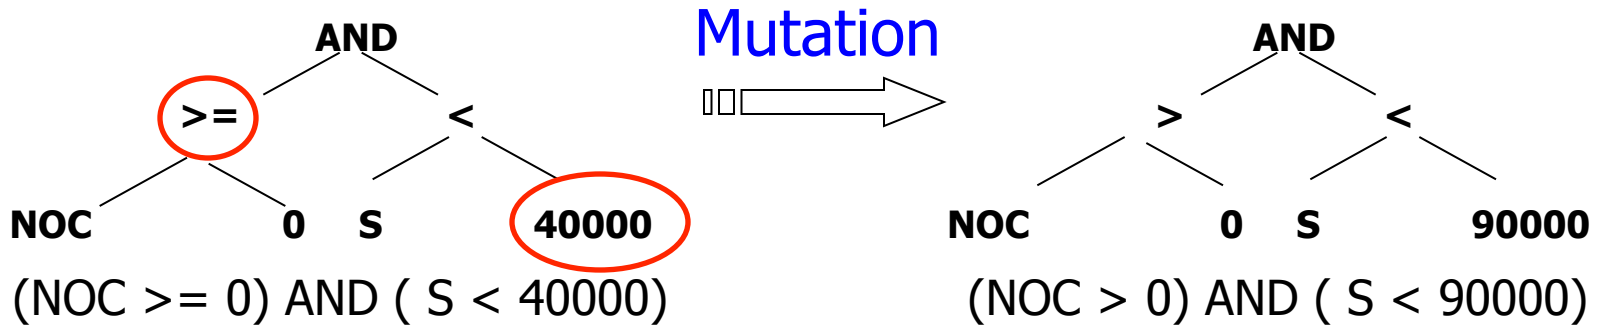 Mutation
AND
>= <
NOC 0 S 40000
(NOC >= 0) AND ( S < 40000)
AND
> <
NOC 0 S 90000
(NOC > 0) AND ( S < 90000)